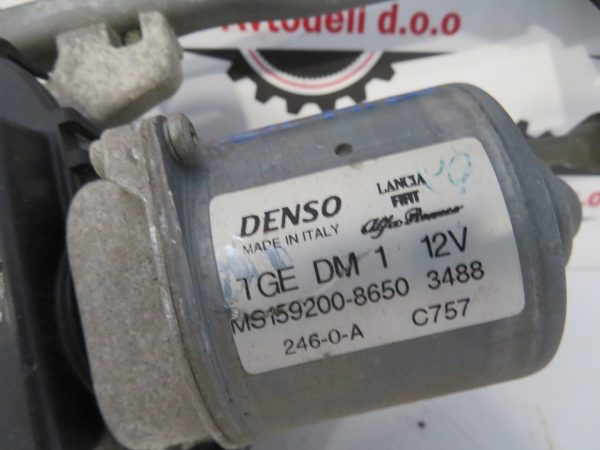 Avtodeli d.o.o
DENSO
MADE IN ITALY
LANCIA
FIAT
Alfa Romeo
TGE DM 1 12V
MS159200-8650 3488
246-0-A C757